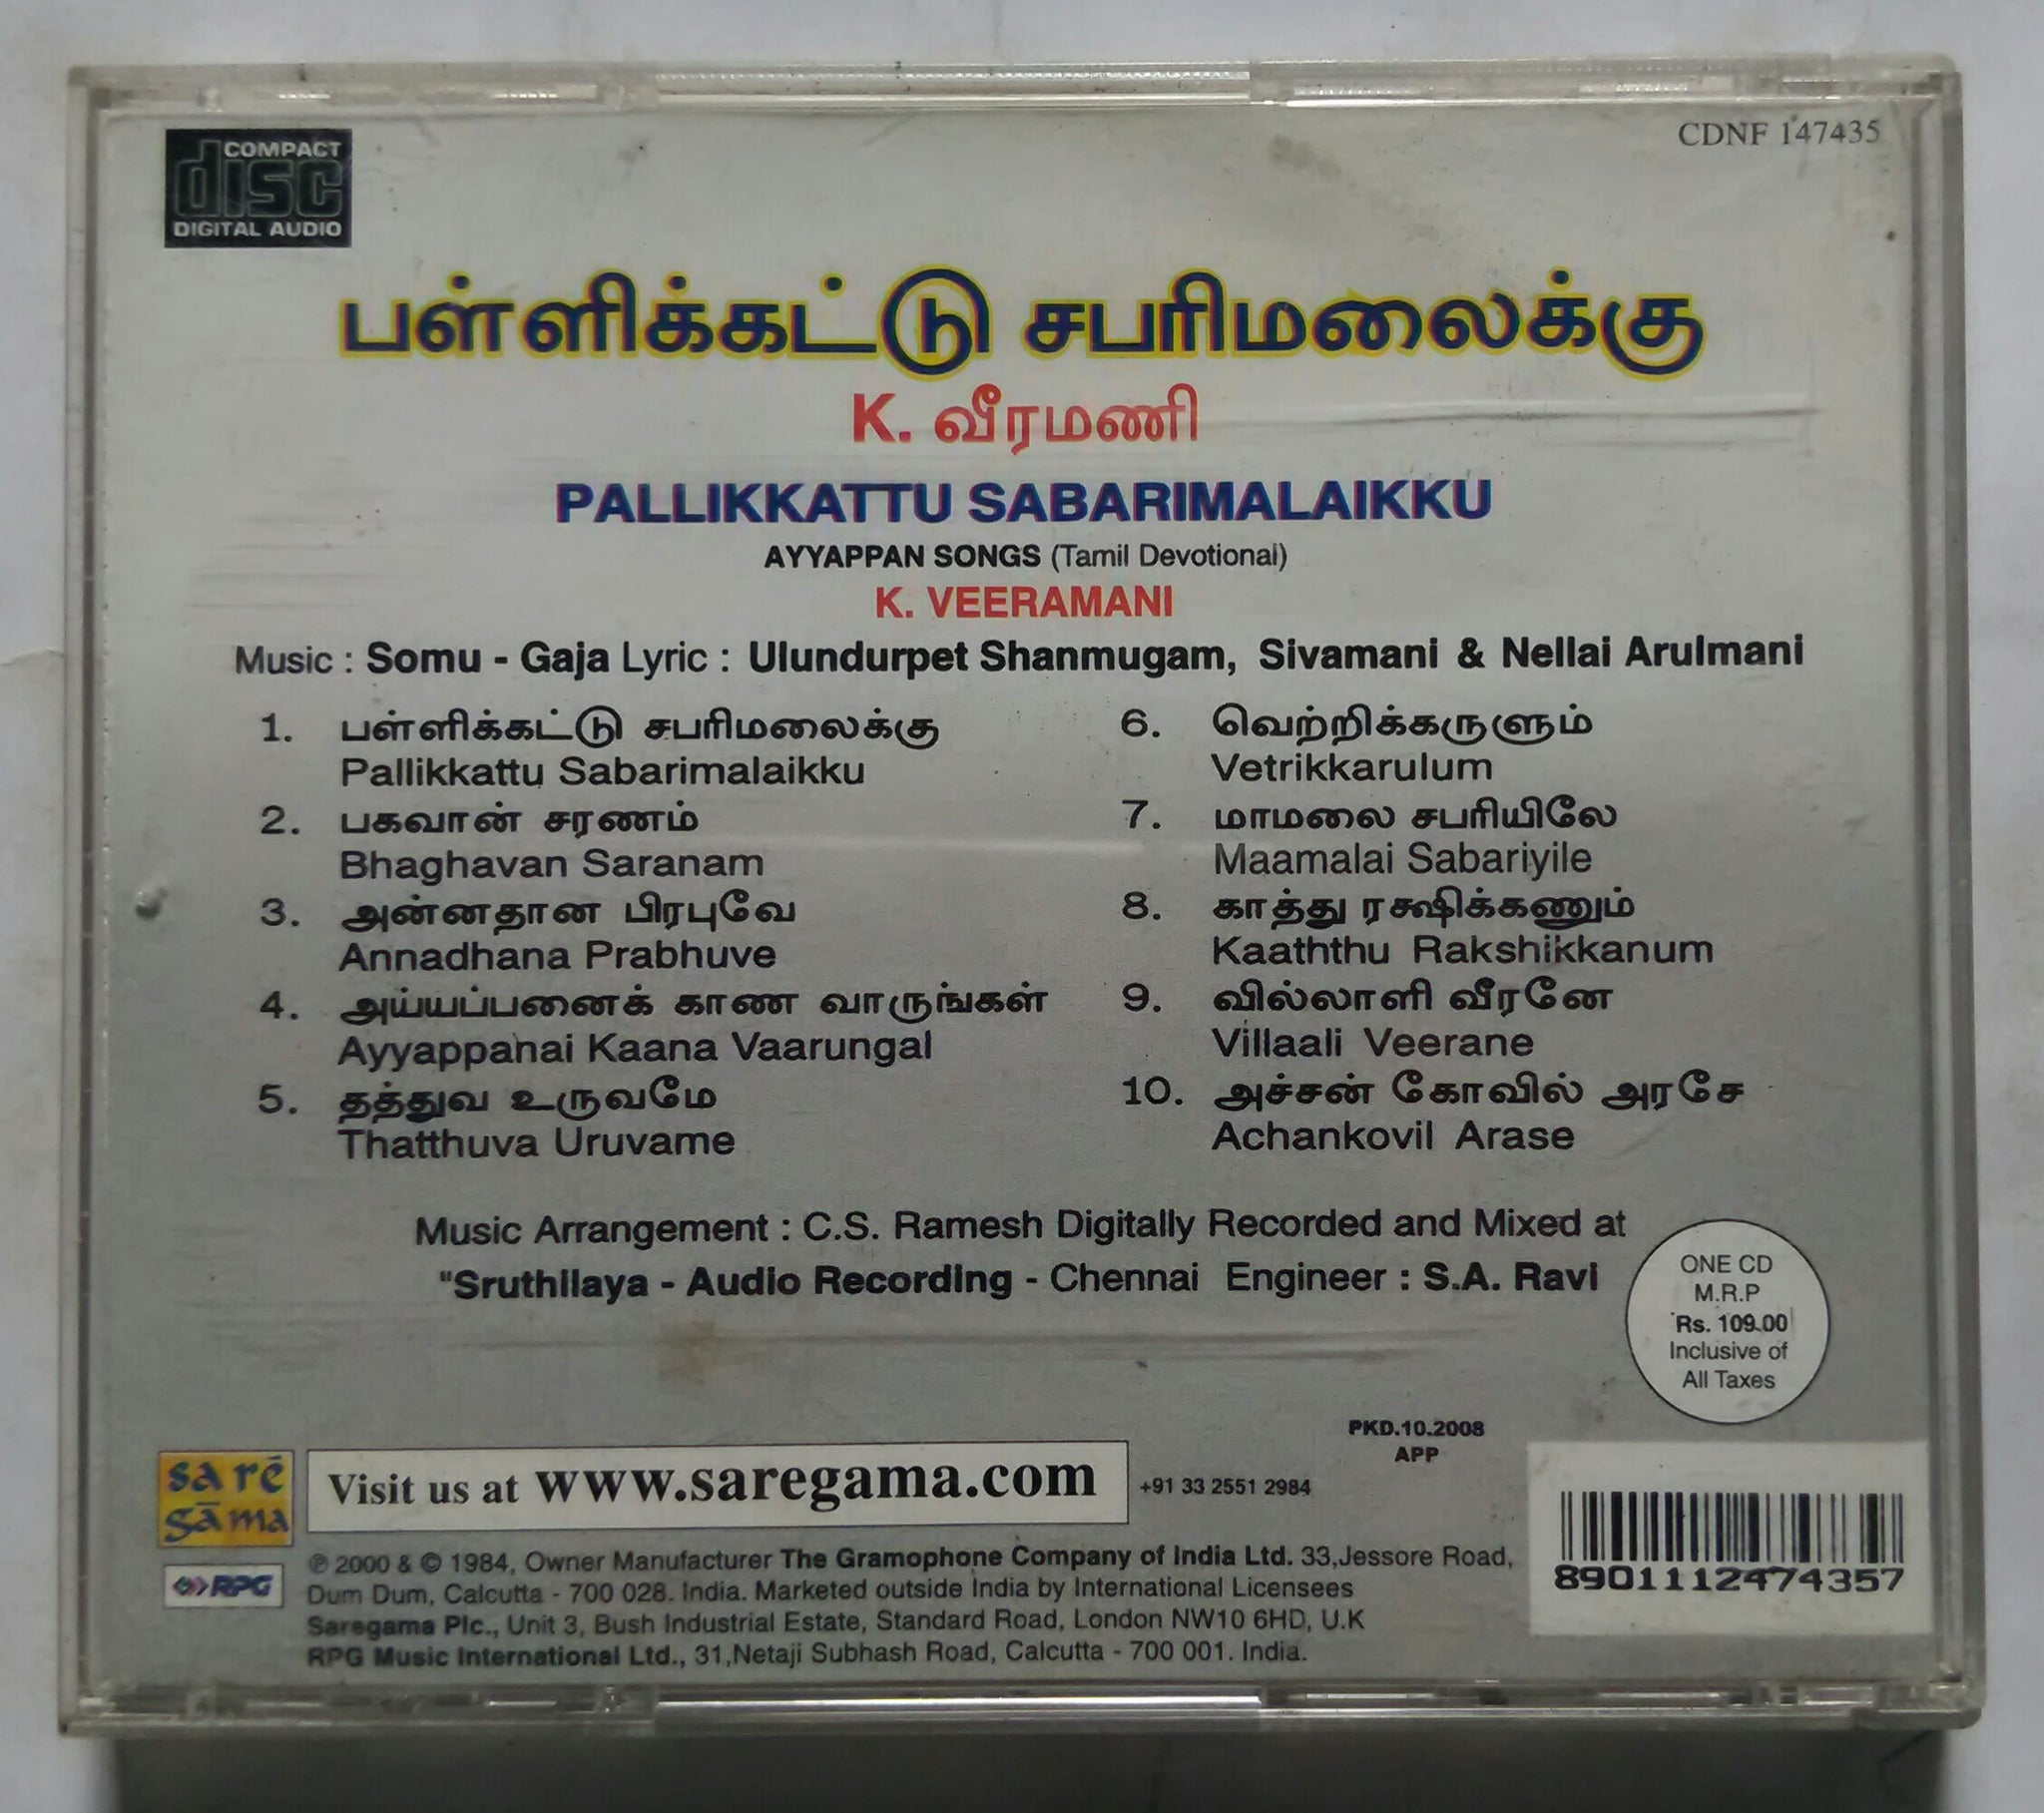 COMPACT
disc
DIGITAL AUDIO
CDNF 147435
பள்ளிக்கட்டு சபரிமலைக்கு
K. வீரமணி
PALLIKKATTU SABARIMALAIKKU
AYYAPPAN SONGS (Tamil Devotional)
K. VEERAMANI
Music : Somu - Gaja Lyric : Ulundurpet Shanmugam, Sivamani & Nellai Arulmani
1. பள்ளிக்கட்டு சபரிமலைக்கு
Pallikkattu Sabarimalaikku
2. பகவான் சரணம்
Bhaghavan Saranam
3. அன்னதான பிரபுவே
Annadhana Prabhuve
4. அய்யப்பனைக் காண வாருங்கள்
Ayyappanai Kaana Vaarungal
5. தத்துவ உருவமே
Thatthuva Uruvame
6. வெற்றிக்கருளும்
Vetrikkarulum
7. மாமலை சபரியிலே
Maamalai Sabariyile
8. காத்து ரக்ஷிக்கணும்
Kaaththu Rakshikkanum
9. வில்லாளி வீரனே
Villaali Veerane
10. அச்சன் கோவில் அரசே
Achankovil Arase
Music Arrangement : C.S. Ramesh Digitally Recorded and Mixed at
"Sruthilaya - Audio Recording - Chennai Engineer : S.A. Ravi
ONE CD
M.R.P
Rs. 109.00
Inclusive of
All Taxes
PKD.10.2008
APP
sa re
gāma
Visit us at www.saregama.com
+91 33 2551 2984
RPG
℗ 2000 & © 1984, Owner Manufacturer The Gramophone Company of India Ltd. 33,Jessore Road,
Dum Dum, Calcutta - 700 028. India. Marketed outside India by International Licensees
Saregama Plc., Unit 3, Bush Industrial Estate, Standard Road, London NW10 6HD, U.K
RPG Music International Ltd., 31,Netaji Subhash Road, Calcutta - 700 001. India.
8901112474357